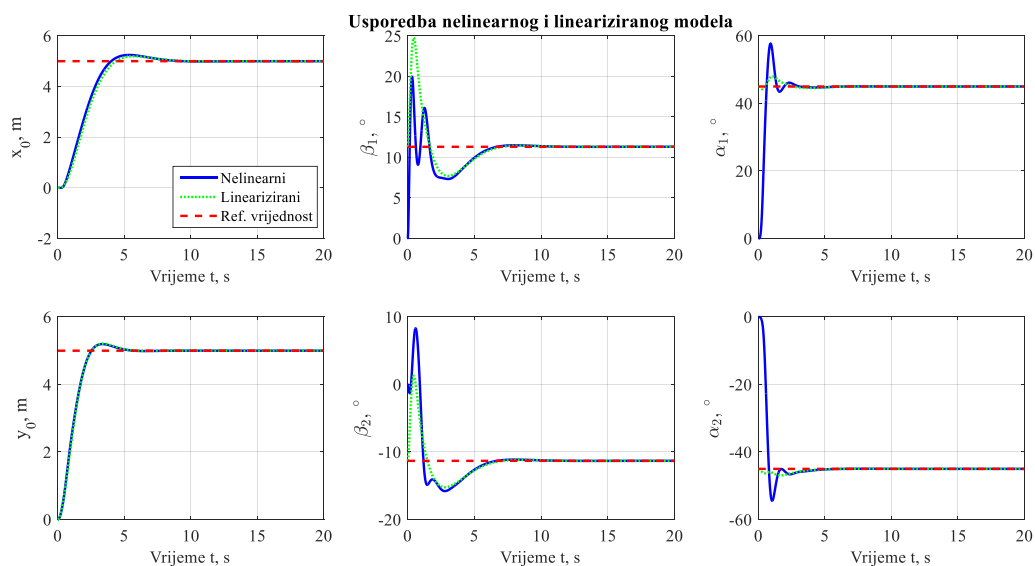 Usporedba nelinearnog i lineariziranog modela
6
4
2
0
-2
x₀, m
0 5 10 15 20
Vrijeme t, s
Nelinearni
Linearizirani
Ref. vrijednost
25
20
15
10
5
0
β₁, °
0 5 10 15 20
Vrijeme t, s
60
40
20
0
α₁, °
0 5 10 15 20
Vrijeme t, s
6
4
2
0
y₀, m
0 5 10 15 20
Vrijeme t, s
10
0
-10
-20
β₂, °
0 5 10 15 20
Vrijeme t, s
0
-20
-40
-60
α₂, °
0 5 10 15 20
Vrijeme t, s